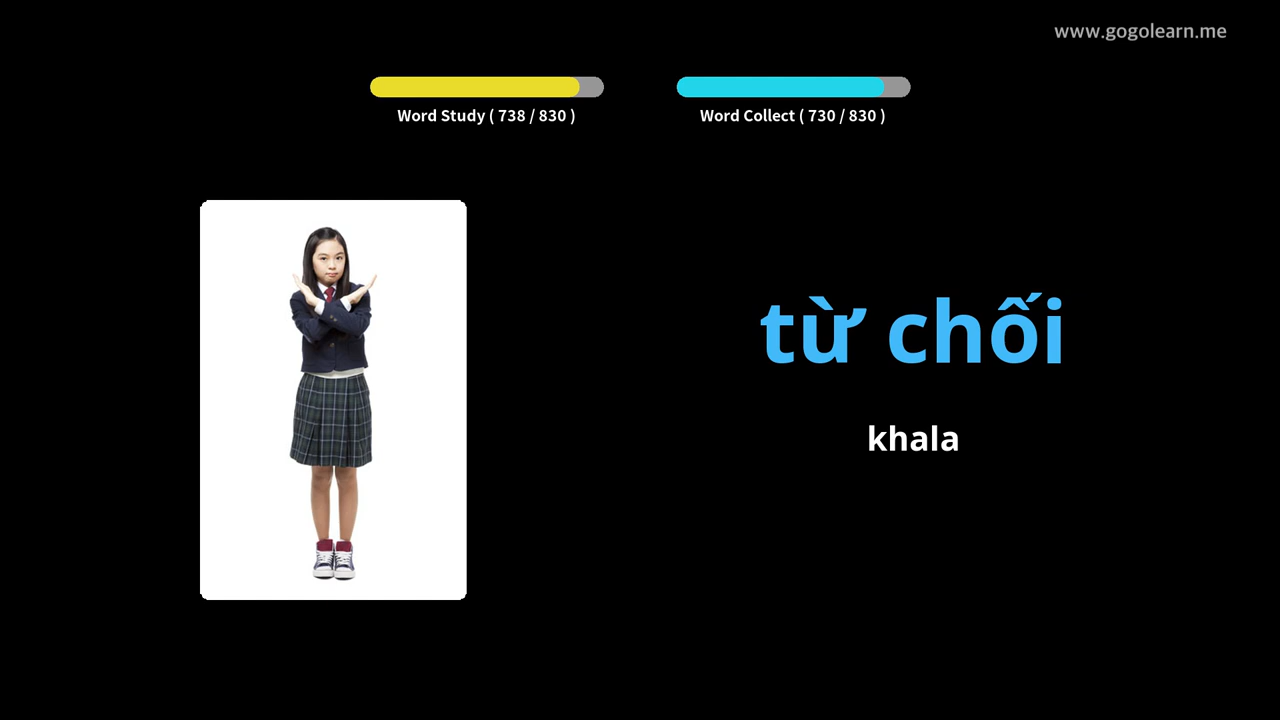 www.gogolearn.me
Word Study ( 738 / 830 )
Word Collect ( 730 / 830 )
từ chối
khala